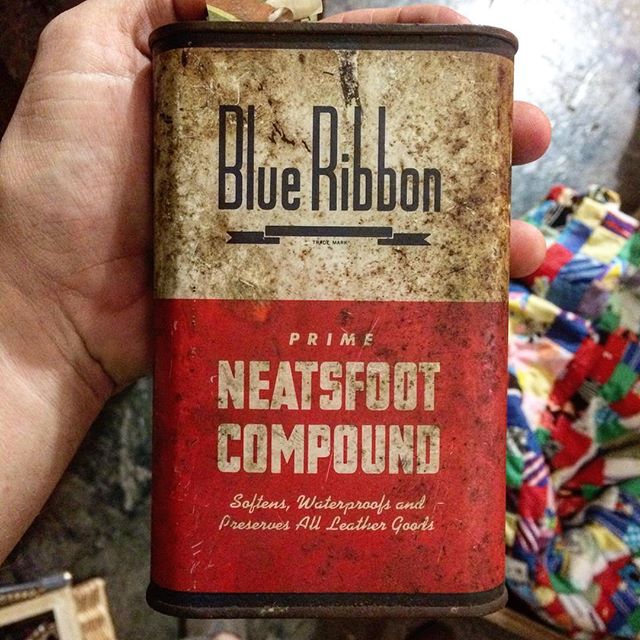 Blue Ribbon
TRADE MARK
PRIME
NEATSFOOT
COMPOUND
Softens, Waterproofs and
Preserves All Leather Goods